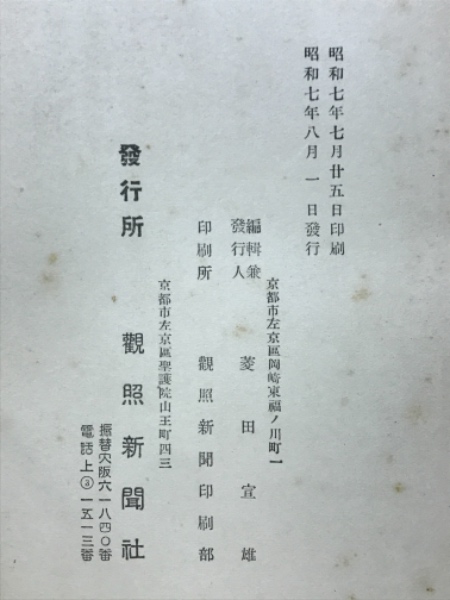 昭和七年七月廿五日印刷
昭和七年八月一日發行
京都市左京區岡崎東福ノ川町一
編輯兼
發行人 菱田宣雄
印刷所 觀照新聞印刷部
京都市左京區聖護院山王町四三
發行所 觀照新聞社
振替大阪六一八四〇番
電話上③一五一三番